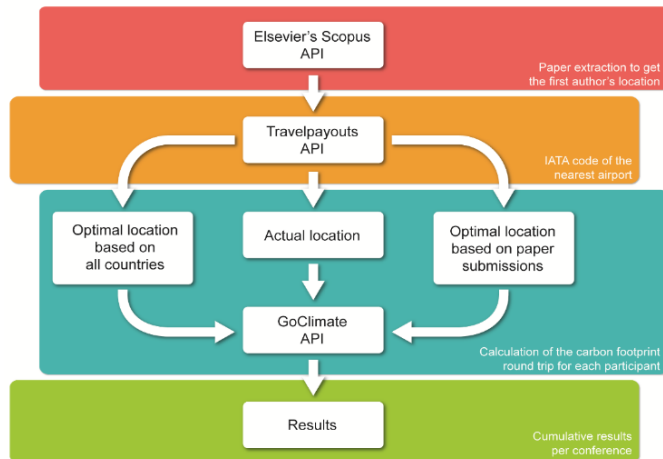 Elsevier's Scopus
API
Paper extraction to get
the first author's location
Travelpayouts
API
IATA code of the
nearest airport
Optimal location
based on
all countries
Actual location
Optimal location
based on paper
submissions
GoClimate
API
Calculation of the carbon footprint
round trip for each participant
Results
Cumulative results
per conference